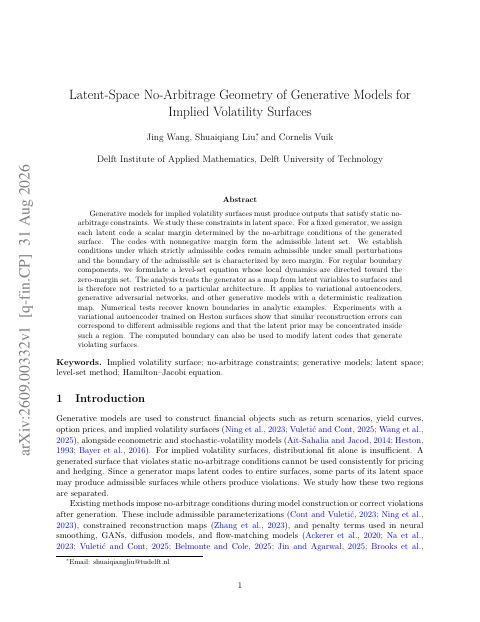 Latent-Space No-Arbitrage Geometry of Generative Models for
Implied Volatility Surfaces
Jing Wang, Shuaiqiang Liu*, and Cornelis Vuik
Delft Institute of Applied Mathematics, Delft University of Technology
Abstract
Generative models for implied volatility surfaces must produce outputs that satisfy static no-
arbitrage constraints. We study these constraints in latent space. For a fixed generator, we
assign each latent code a scalar margin determined by the no-arbitrage conditions of the generated
surface. The codes with nonnegative margin form the admissible latent set. We establish
conditions under which strictly admissible codes remain admissible under small perturbations
and the boundary of the admissible set is characterized by zero margin. For regular boundary
components, we formulate a level-set equation whose local dynamics are directed toward the
zero-margin set. The analysis treats the generator as a map from latent variables to surfaces and
is therefore not restricted to a particular architecture. It applies to variational autoencoders,
generative adversarial networks, and other generative models with a deterministic realization
map. Numerical tests recover known boundaries in analytic examples. Experiments with a
variational autoencoder trained on Heston surfaces show that similar reconstruction errors can
correspond to different admissible regions and that the latent prior may be concentrated inside
such a region. The computed boundary can also be used to modify latent codes that generate
violating surfaces.
Keywords. Implied volatility surface; no-arbitrage constraints; generative models; latent space;
level-set method; Hamilton–Jacobi equation.
1 Introduction
Generative models are used to construct financial objects such as return scenarios, yield curves,
option prices, and implied volatility surfaces (Ning et al., 2023; Vuletić and Cont, 2025; Wang et al.,
2025), alongside econometric and stochastic-volatility models (Aït-Sahalia and Jacod, 2014; Heston,
1993; Bayer et al., 2016). For implied volatility surfaces, distributional fit alone is insufficient. A
generated surface that violates static no-arbitrage conditions cannot be used consistently for pricing
and hedging. Since a generator maps latent codes to entire surfaces, some parts of its latent space
may produce admissible surfaces while others produce violations. We study how these two regions
are separated.
Existing methods impose no-arbitrage conditions during model construction or correct violations
after generation. These include admissible parameterizations (Cont and Vuletić, 2023; Ning et al.,
2023), constrained reconstruction maps (Zhang et al., 2023), and penalty terms used in neural
smoothing, GANs, diffusion models, and flow-matching models (Ackerer et al., 2020; Na et al.,
2023; Vuletić and Cont, 2025; Belmonte and Cole, 2025; Jin and Agarwal, 2025; Brooks et al.,
*Email: shuaiqiangliu@tudelft.nl
1
arXiv:2609.00332v1 [q-fin.CP] 31 Aug 2026